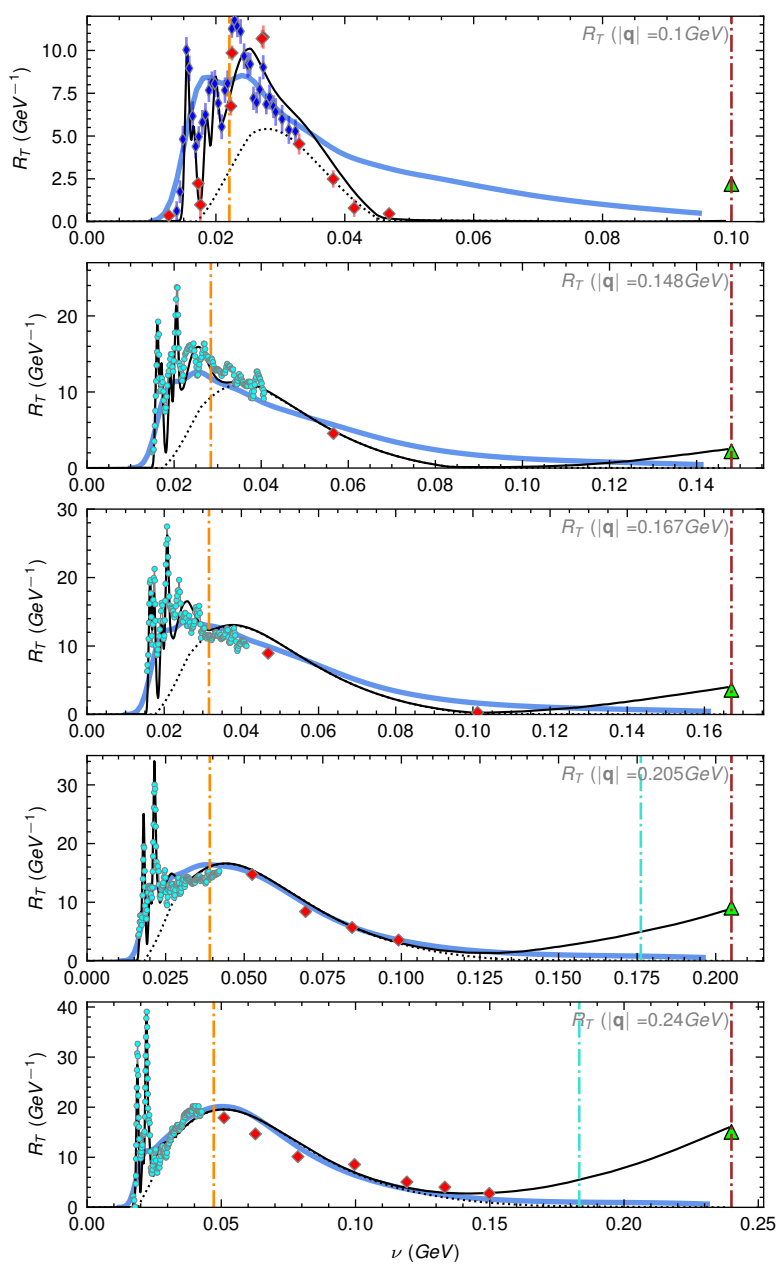 R_T (|q| =0.1GeV)
R_T (GeV⁻¹)
10.0
7.5
5.0
2.5
0.0
0.00 0.02 0.04 0.06 0.08 0.10
R_T (|q| =0.148GeV)
R_T (GeV⁻¹)
20
10
0
0.00 0.02 0.04 0.06 0.08 0.10 0.12 0.14
R_T (|q| =0.167GeV)
R_T (GeV⁻¹)
30
20
10
0
0.00 0.02 0.04 0.06 0.08 0.10 0.12 0.14 0.16
R_T (|q| =0.205GeV)
R_T (GeV⁻¹)
30
20
10
0
0.000 0.025 0.050 0.075 0.100 0.125 0.150 0.175 0.200
R_T (|q| =0.24GeV)
R_T (GeV⁻¹)
40
30
20
10
0
0.00 0.05 0.10 0.15 0.20 0.25
ν (GeV)